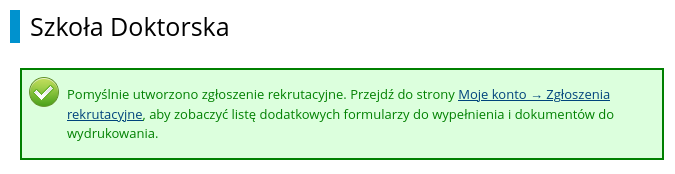 Szkoła Doktorska
Pomyślnie utworzono zgłoszenie rekrutacyjne. Przejdź do strony Moje konto → Zgłoszenia
rekrutacyjne, aby zobaczyć listę dodatkowych formularzy do wypełnienia i dokumentów do
wydrukowania.